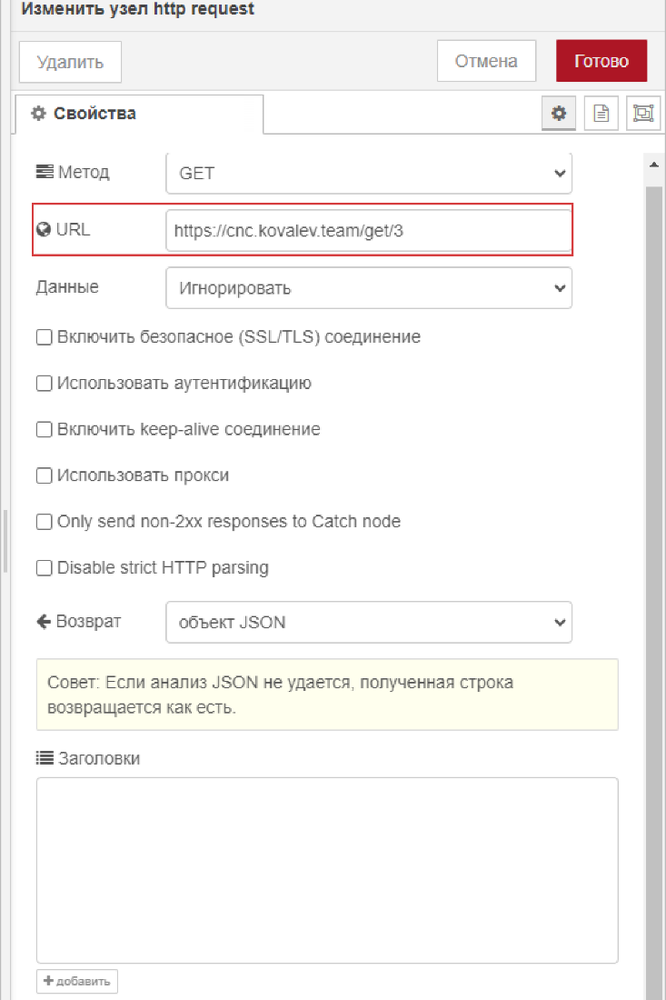 Изменить узел http request
Удалить
Отмена
Готово
Свойства
Метод
GET
URL
https://cnc.kovalev.team/get/3
Данные
Игнорировать
Включить безопасное (SSL/TLS) соединение
Использовать аутентификацию
Включить keep-alive соединение
Использовать прокси
Only send non-2xx responses to Catch node
Disable strict HTTP parsing
Возврат
объект JSON
Совет: Если анализ JSON не удается, полученная строка
возвращается как есть.
Заголовки
+ добавить